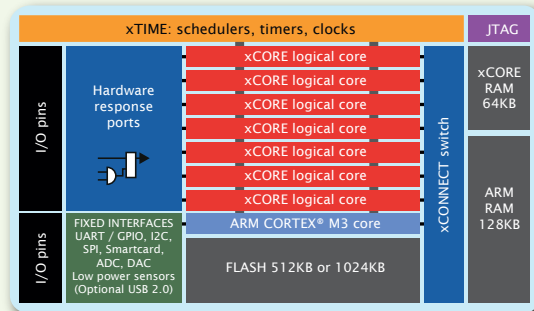 xTIME: schedulers, timers, clocks
JTAG
I/O pins
Hardware
response
ports
xCORE logical core
xCORE logical core
xCORE logical core
xCORE logical core
xCORE logical core
xCORE logical core
xCORE logical core
xCONNECT switch
xCORE
RAM
64KB
I/O pins
FIXED INTERFACES
UART / GPIO, I2C,
SPI, Smartcard,
ADC, DAC
Low power sensors
(Optional USB 2.0)
ARM CORTEX® M3 core
FLASH 512KB or 1024KB
ARM
RAM
128KB